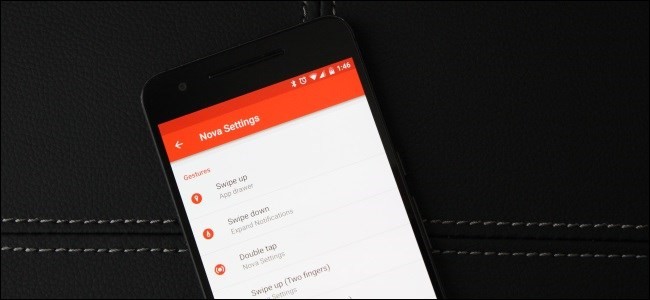 1:46
Nova Settings
Gestures
Swipe up
App drawer
Swipe down
Expand Notifications
Double tap
Nova Settings
Swipe up (Two fingers)
Settings